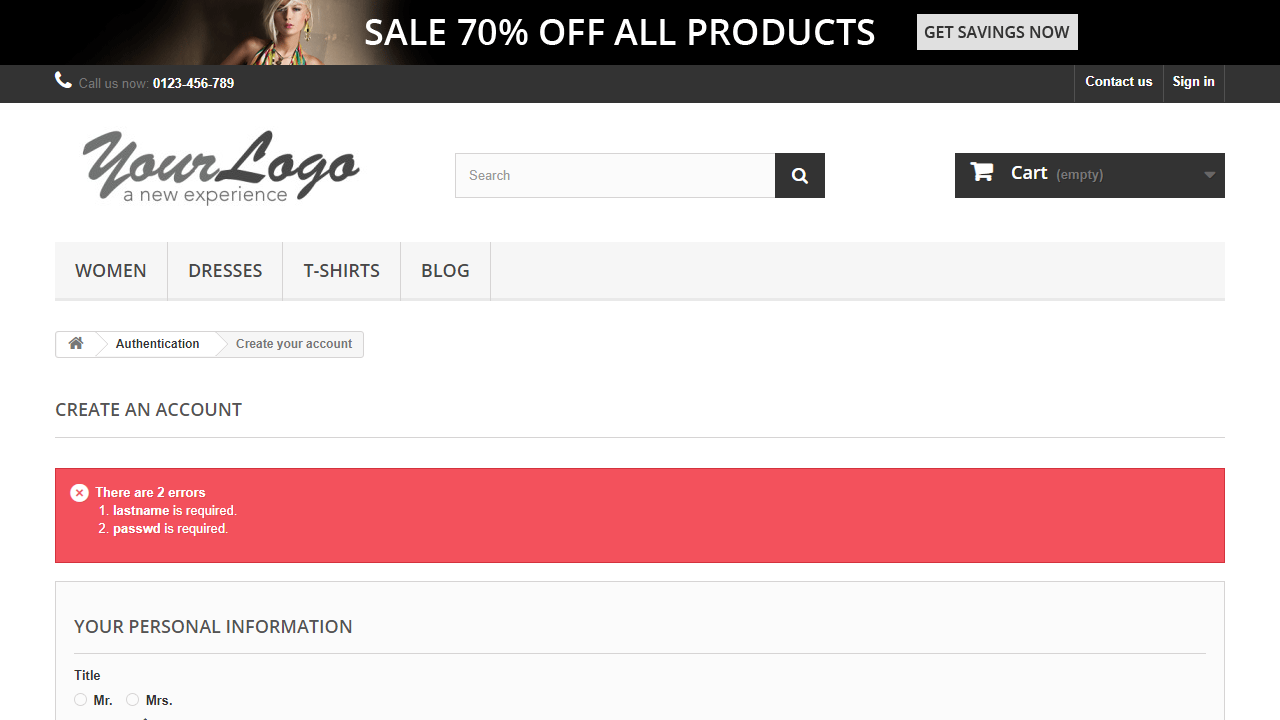 SALE 70% OFF ALL PRODUCTS
GET SAVINGS NOW
Call us now: 0123-456-789
Contact us
Sign in
YourLogo
a new experience
Search
Cart (empty)
WOMEN
DRESSES
T-SHIRTS
BLOG
Authentication
Create your account
CREATE AN ACCOUNT
There are 2 errors
1. lastname is required.
2. passwd is required.
YOUR PERSONAL INFORMATION
Title
Mr.
Mrs.